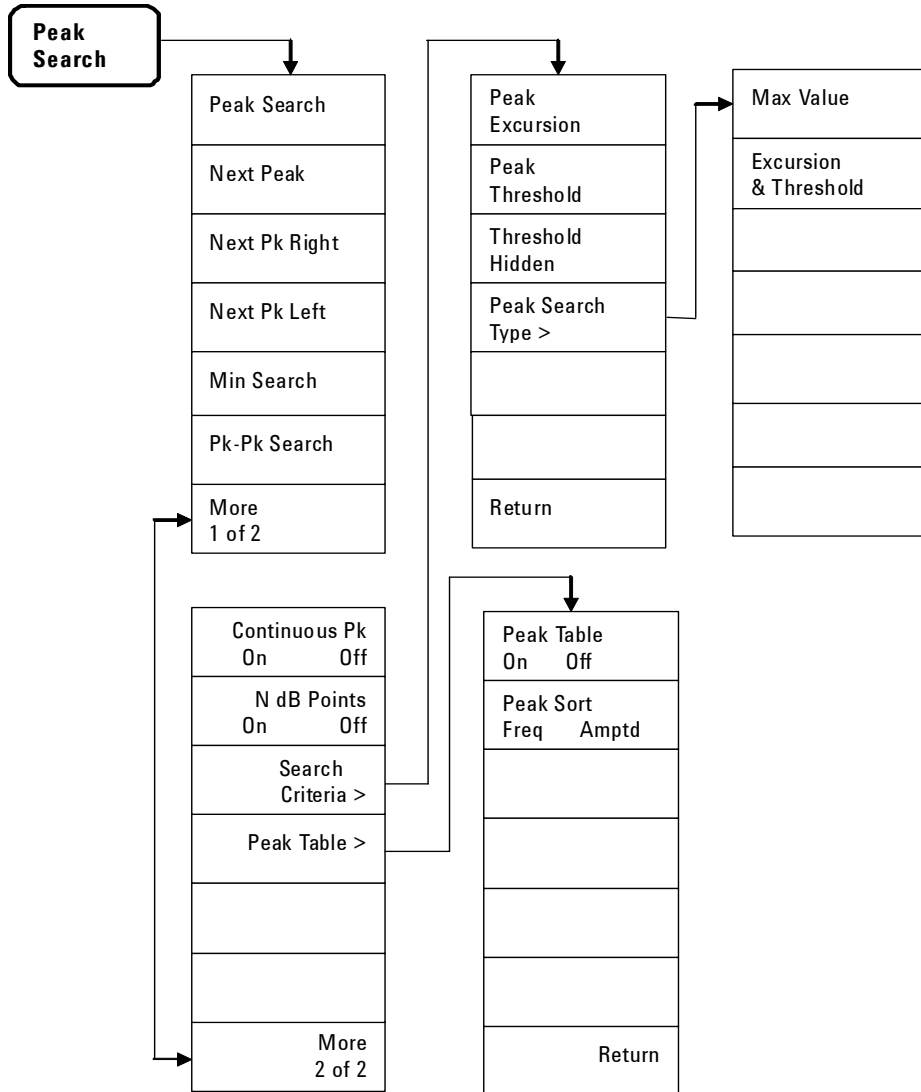 Peak
Search
Peak Search
Next Peak
Next Pk Right
Next Pk Left
Min Search
Pk-Pk Search
More
1 of 2
Continuous Pk
On Off
N dB Points
On Off
Search
Criteria >
Peak Table >
More
2 of 2
Peak
Excursion
Peak
Threshold
Threshold
Hidden
Peak Search
Type >
Return
Max Value
Excursion
& Threshold
Peak Table
On Off
Peak Sort
Freq Amptd
Return